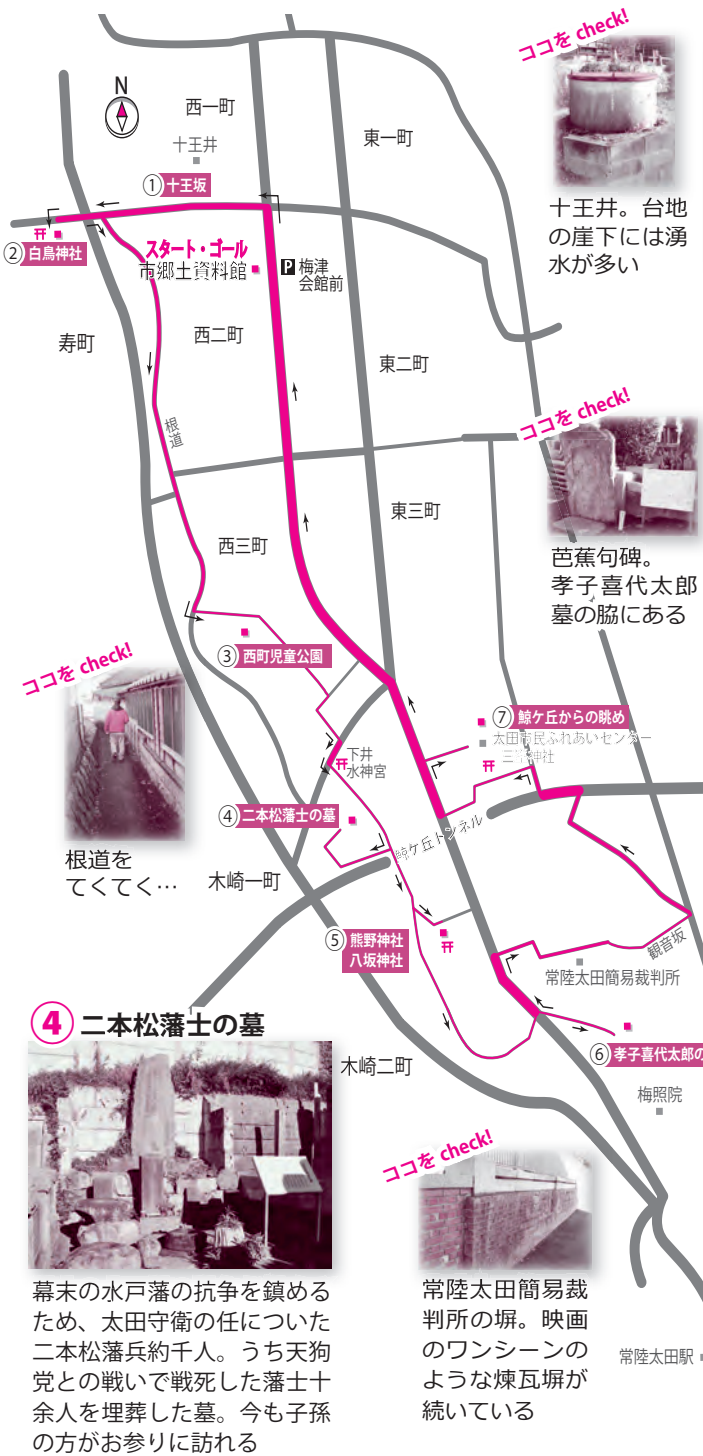 ココを check!
N
西一町
十王井
東一町
① 十王坂
十王井。台地
の崖下には湧
水が多い
② 白鳥神社
スタート・ゴール
市郷土資料館
P 梅津
会館前
寿町
西二町
東二町
ココを check!
根道
東三町
西三町
芭蕉句碑。
孝子喜代太郎
墓の脇にある
③ 西町児童公園
ココを check!
⑦ 鯨ケ丘からの眺め
太田市民ふれあいセンター
神社
下井
水神宮
④ 二本松藩士の墓
鯨ケ丘トンネル
根道を
てくてく…
木崎一町
⑤ 熊野神社
八坂神社
観音坂
常陸太田簡易裁判所
④ 二本松藩士の墓
木崎二町
⑥ 孝子喜代太郎の
梅照院
ココを check!
幕末の水戸藩の抗争を鎮める
ため、太田守衛の任についた
二本松藩兵約千人。うち天狗
党との戦いで戦死した藩士十
余人を埋葬した墓。今も子孫
の方がお参りに訪れる
常陸太田簡易裁
判所の塀。映画
のワンシーンの
ような煉瓦塀が
続いている
常陸太田駅